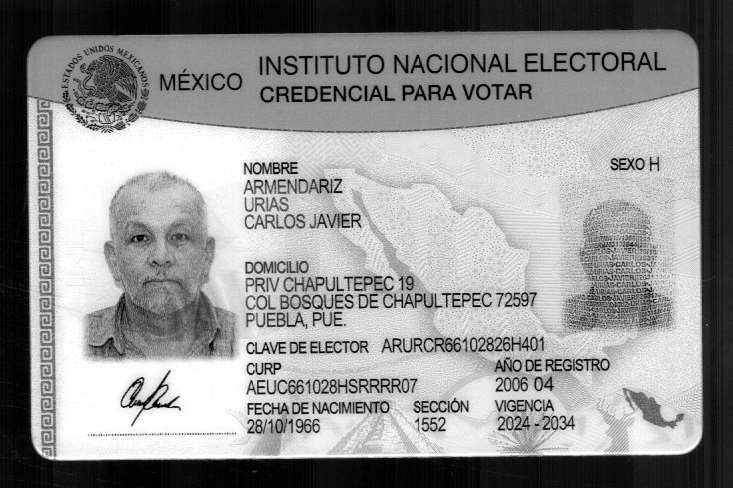 ESTADOS UNIDOS MEXICANOS
MÉXICO
INSTITUTO NACIONAL ELECTORAL
CREDENCIAL PARA VOTAR
NOMBRE
SEXO H
ARMENDARIZ
URIAS
CARLOS JAVIER
DOMICILIO
PRIV CHAPULTEPEC 19
COL BOSQUES DE CHAPULTEPEC 72597
PUEBLA, PUE.
CLAVE DE ELECTOR ARURCR66102826H401
CURP
AÑO DE REGISTRO
AEUC661028HSRRRR07
2006 04
FECHA DE NACIMIENTO SECCIÓN VIGENCIA
28/10/1966 1552 2024 - 2034